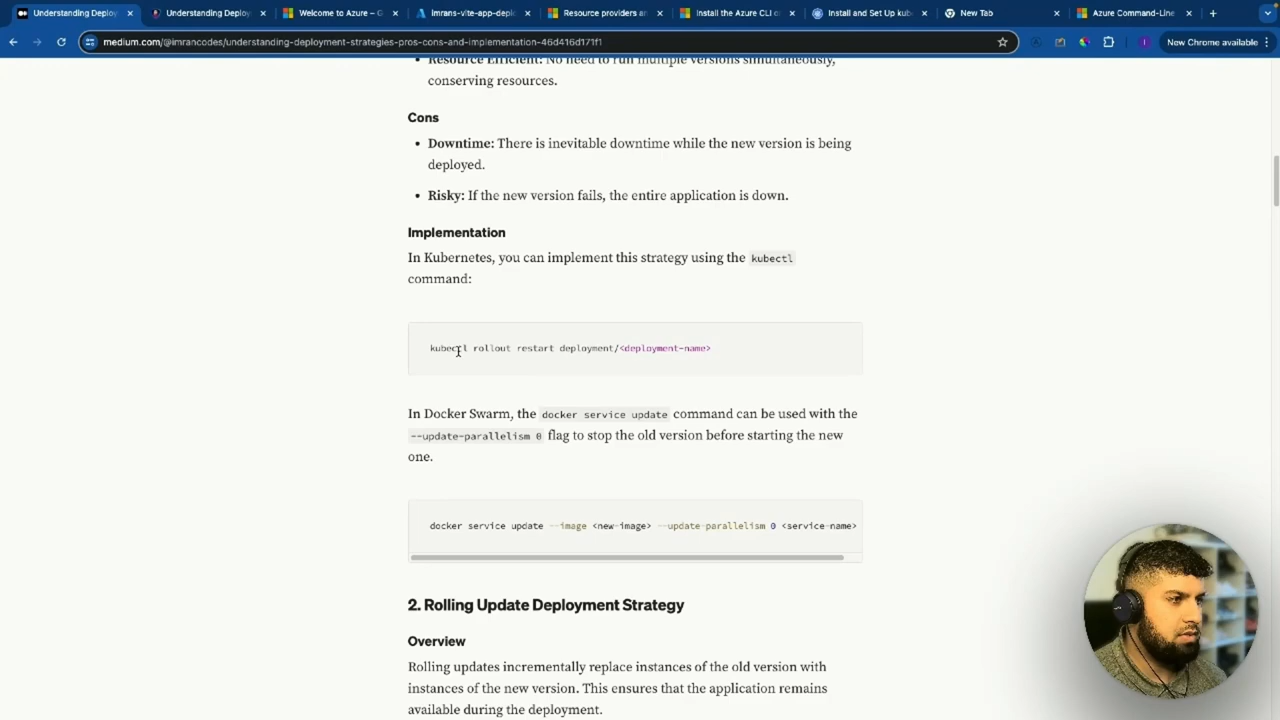 Understanding Deploy
Understanding Deploy
Welcome to Azure – G
imrans-vite-app-depl
Resource providers an
Install the Azure CLI o
Install and Set Up kub
New Tab
Azure Command-Line
medium.com/@imrancodes/understanding-deployment-strategies-pros-cons-and-implementation-46d416d171f1
New Chrome available
Resource Efficient: No need to run multiple versions simultaneously,
conserving resources.
Cons
Downtime: There is inevitable downtime while the new version is being
deployed.
Risky: If the new version fails, the entire application is down.
Implementation
In Kubernetes, you can implement this strategy using the kubectl
command:
kubectl rollout restart deployment/<deployment-name>
In Docker Swarm, the docker service update command can be used with the
--update-parallelism 0 flag to stop the old version before starting the new
one.
docker service update --image <new-image> --update-parallelism 0 <service-name>
2. Rolling Update Deployment Strategy
Overview
Rolling updates incrementally replace instances of the old version with
instances of the new version. This ensures that the application remains
available during the deployment.